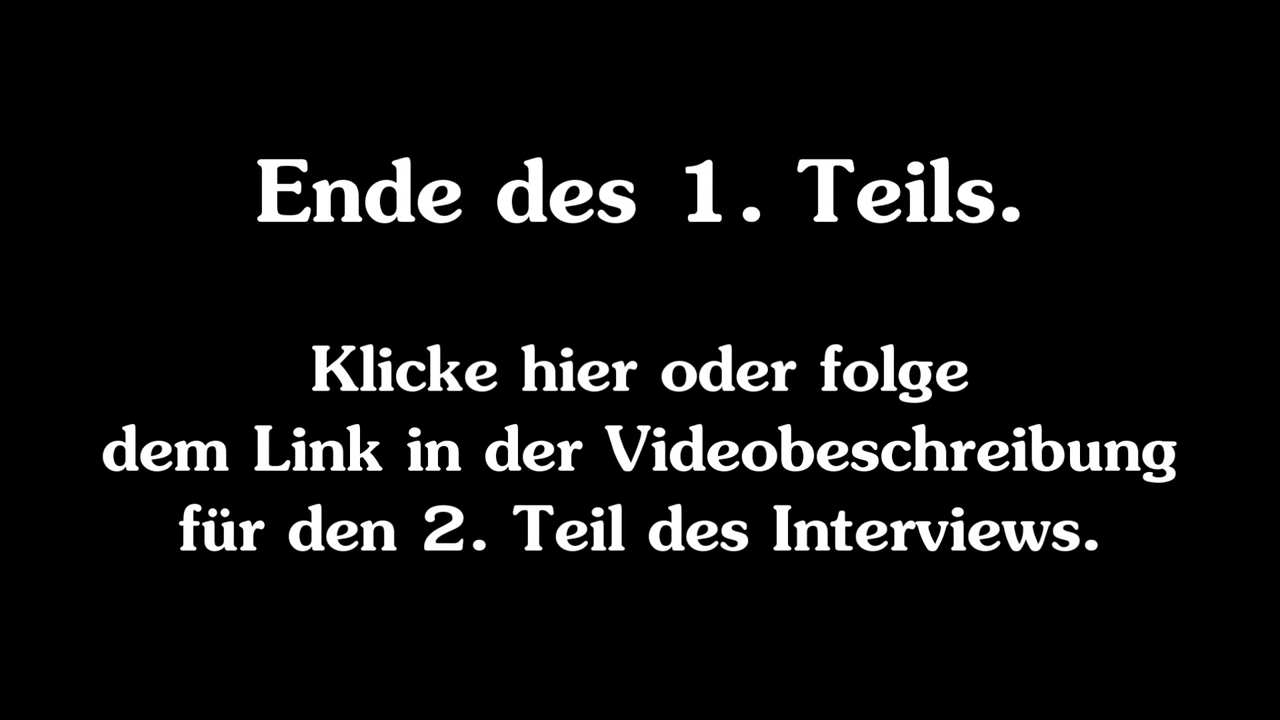 Ende des 1. Teils.
Klicke hier oder folge
dem Link in der Videobeschreibung
für den 2. Teil des Interviews.